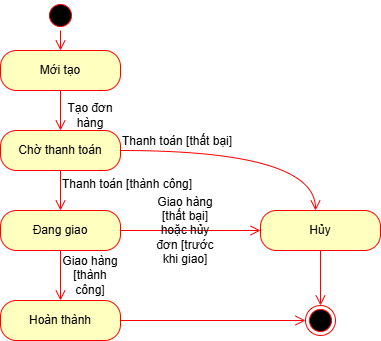 Mới tạo
Tạo đơn
hàng
Chờ thanh toán
Thanh toán [thất bại]
Thanh toán [thành công]
Giao hàng
[thất bại]
hoặc hủy
đơn [trước
khi giao]
Đang giao
Hủy
Giao hàng
[thành
công]
Hoàn thành